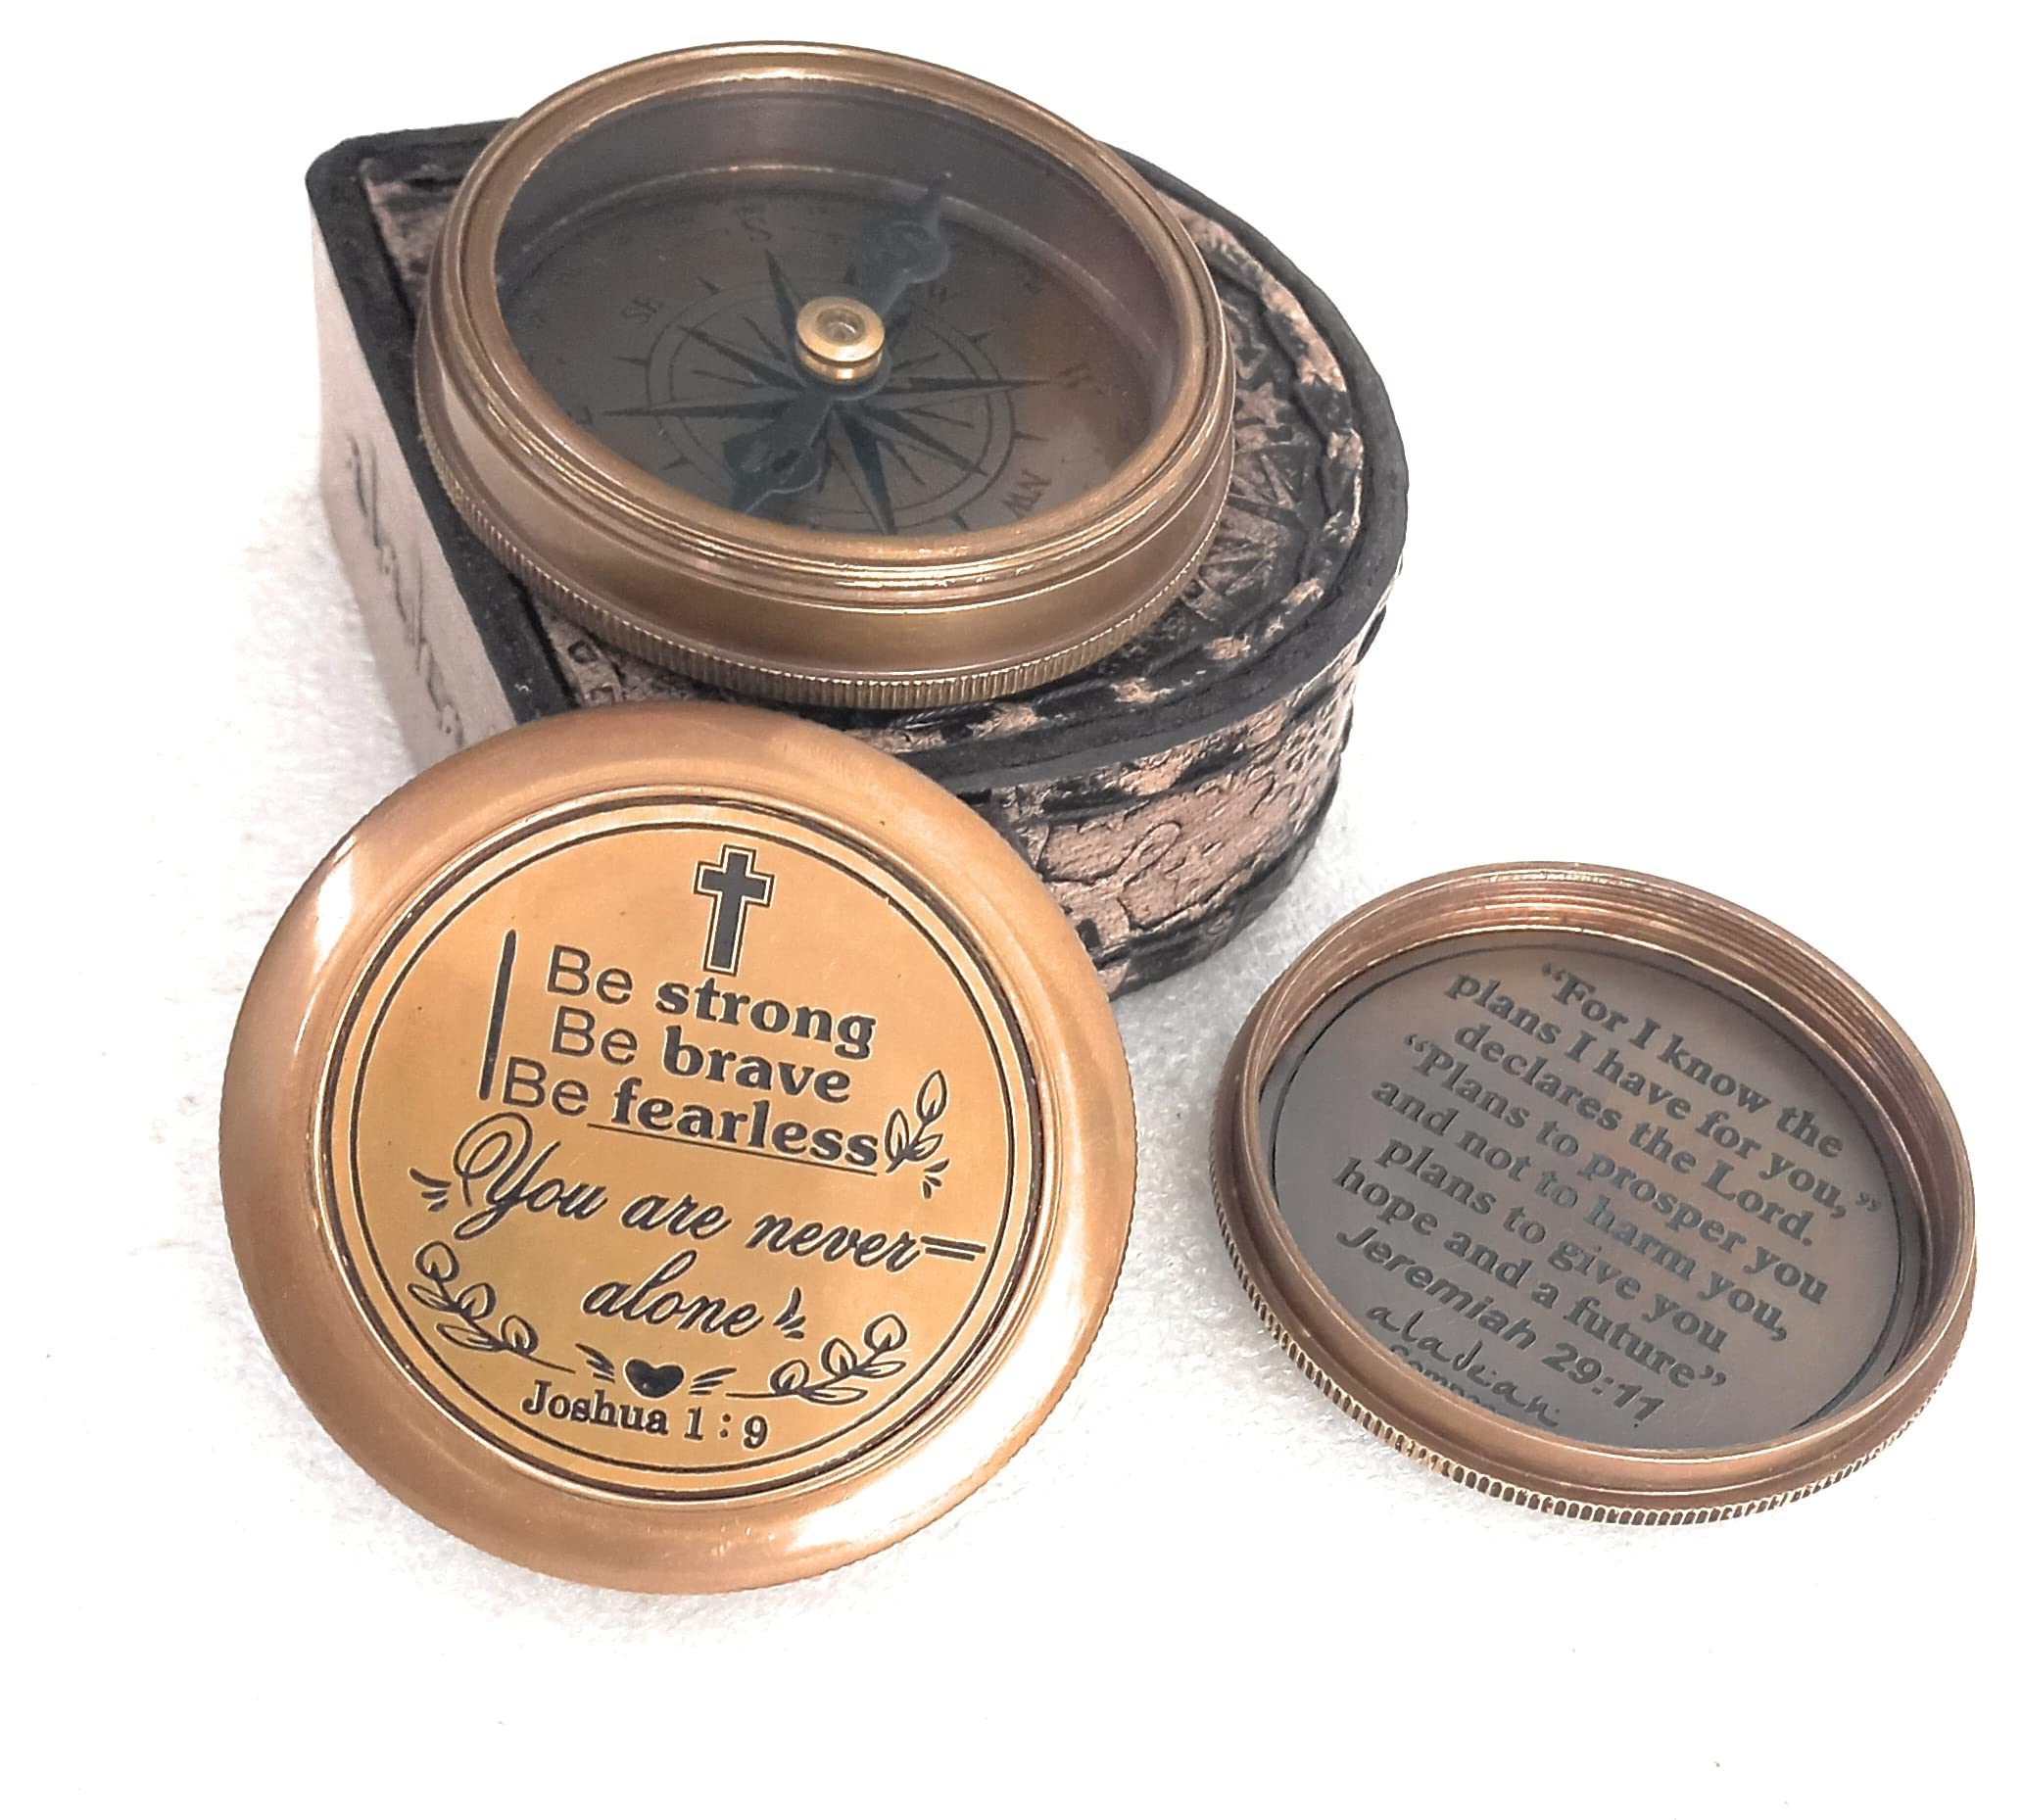 S
SE
W
NW
Be strong
Be brave
Be fearless
You are never
alone
Joshua 1:9
“For I know the
plans I have for you,”
declares the Lord.
“Plans to prosper you
and not to harm you,
plans to give you
hope and a future”
Jeremiah 29:11
aladean